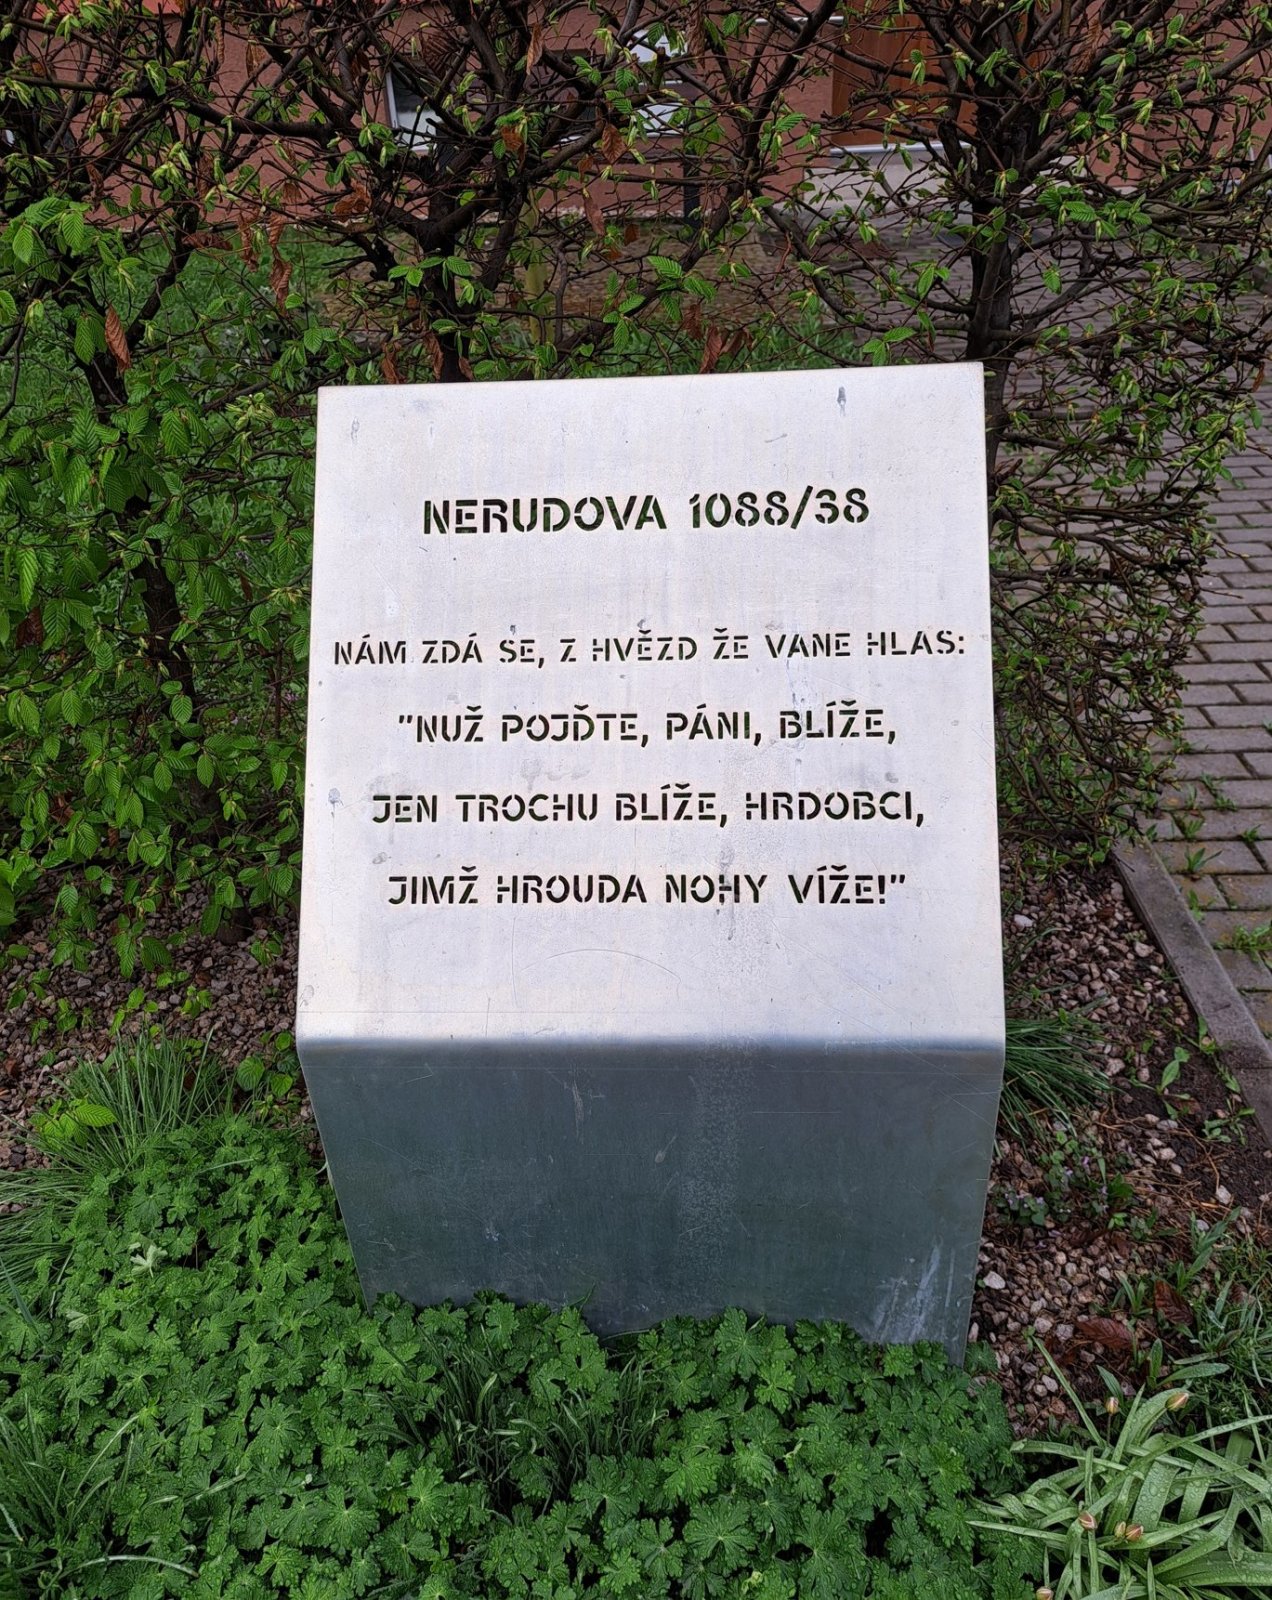 NERUDOVA 1088/38
NÁM ZDÁ SE, Z HVĚZD ŽE VANE HLAS:
"NUŽ POJĎTE, PÁNI, BLÍŽE,
JEN TROCHU BLÍŽE, HRDOBCI,
JIMŽ HROUDA NOHY VÍŽE!"